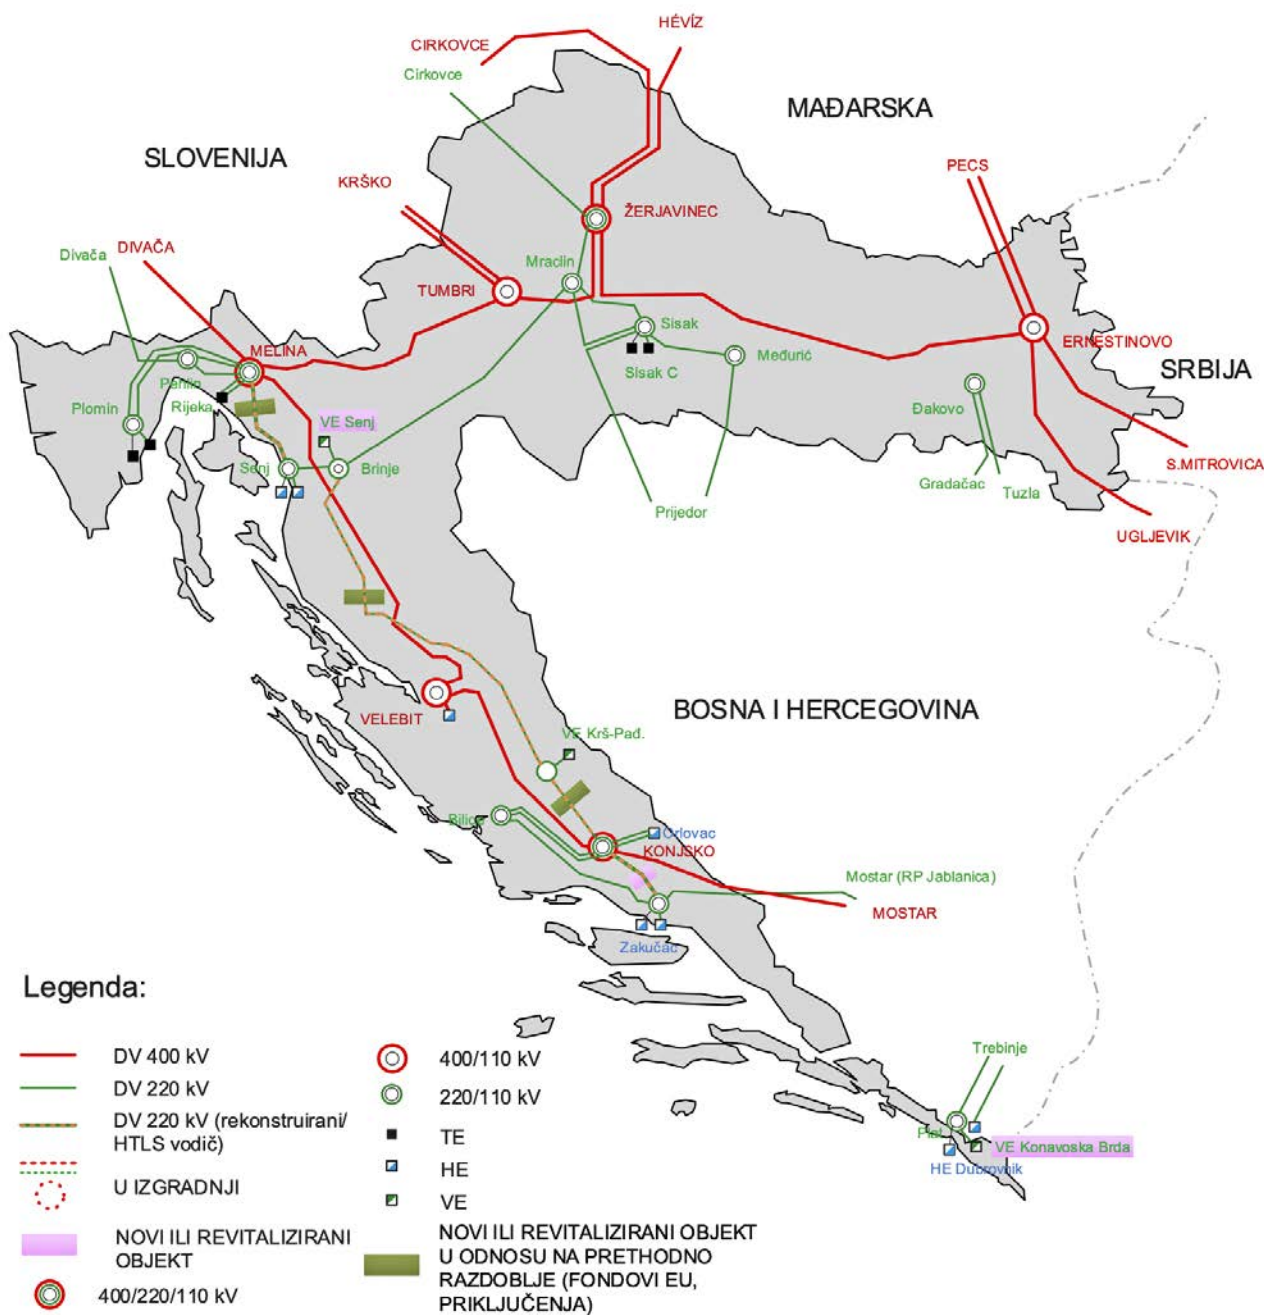 HÉVÍZ
CIRKOVCE
Cirkovce
MAĐARSKA
SLOVENIJA
PECS
KRŠKO
ŽERJAVINEC
DIVAČA
Divača
Mraclin
TUMBRI
Sisak
ERNESTINOVO
MELINA
Međurić
SRBIJA
Pehlin
Sisak C
Rijeka
Plomin
Đakovo
VE Senj
S.MITROVICA
Senj
Brinje
Gradačac
Tuzla
Prijedor
UGLJEVIK
BOSNA I HERCEGOVINA
VELEBIT
VE Krš-Pađ.
Bilice
Orlovac
KONJSKO
Mostar (RP Jablanica)
MOSTAR
Zakučac
Legenda:
DV 400 kV
DV 220 kV
DV 220 kV (rekonstruirani/
HTLS vodič)
U IZGRADNJI
NOVI ILI REVITALIZIRANI
OBJEKT
400/220/110 kV
400/110 kV
220/110 kV
TE
HE
VE
NOVI ILI REVITALIZIRANI OBJEKT
U ODNOSU NA PRETHODNO
RAZDOBLJE (FONDOVI EU,
PRIKLJUČENJA)
Trebinje
Plat
VE Konavoska Brda
HE Dubrovnik